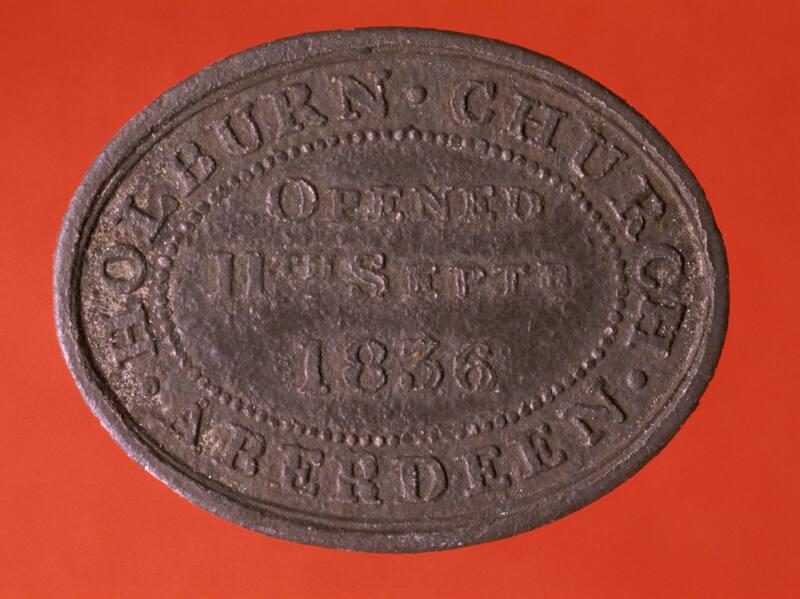 HOLBURN · CHURCH
· ABERDEEN ·
OPENED
11TH SEPTR
1836